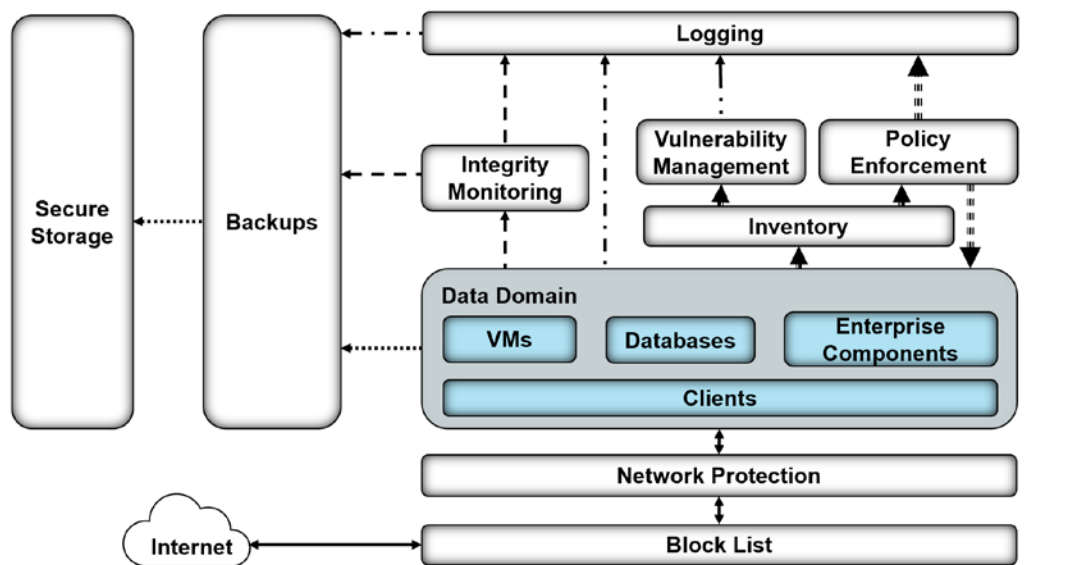 Logging
Vulnerability
Management
Policy
Enforcement
Integrity
Monitoring
Secure
Storage
Backups
Inventory
Data Domain
VMs
Databases
Enterprise
Components
Clients
Network Protection
Internet
Block List